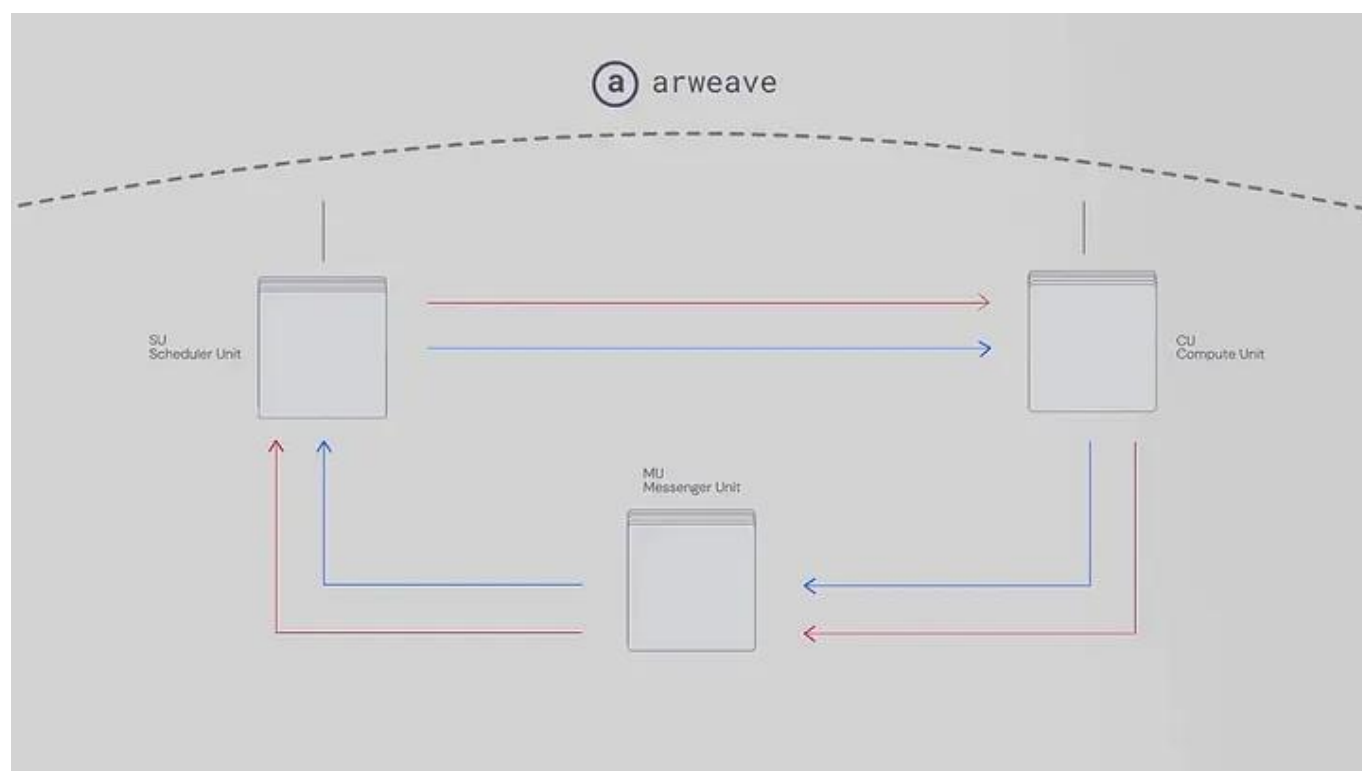 a arweave
SU
Scheduler Unit
CU
Compute Unit
MU
Messenger Unit